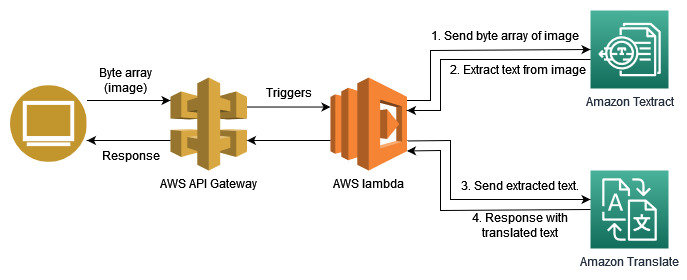 Byte array
(image)
Response
AWS API Gateway
Triggers
AWS lambda
1. Send byte array of image
2. Extract text from image
Amazon Textract
3. Send extracted text.
4. Response with
translated text
A
文
Amazon Translate